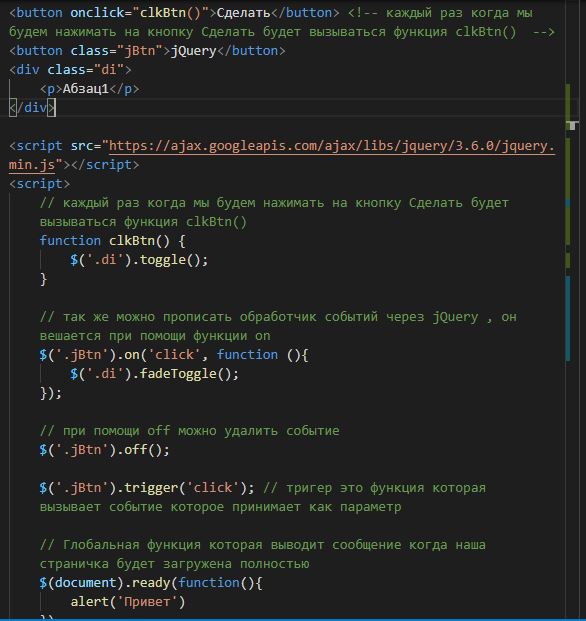 <button onclick="clkBtn()">Сделать</button> <!-- каждый раз когда мы
будем нажимать на кнопку Сделать будет вызываться функция clkBtn()  -->
<button class="jBtn">jQuery</button>
<div class="di">
    <p>Абзац1</p>
</div>
<script src="https://ajax.googleapis.com/ajax/libs/jquery/3.6.0/jquery.
min.js"></script>
<script>
    // каждый раз когда мы будем нажимать на кнопку Сделать будет
    вызываться функция clkBtn()
    function clkBtn() {
        $('.di').toggle();
    }
    // так же можно прописать обработчик событий через jQuery , он
    вешается при помощи функции on
    $('.jBtn').on('click', function (){
        $('.di').fadeToggle();
    });
    // при помощи off можно удалить событие
    $('.jBtn').off();
    $('.jBtn').trigger('click'); // тригер это функция которая
    вызывает событие которое принимает как параметр
    // Глобальная функция которая выводит сообщение когда наша
    страничка будет загружена полностью
    $(document).ready(function(){
        alert('Привет')